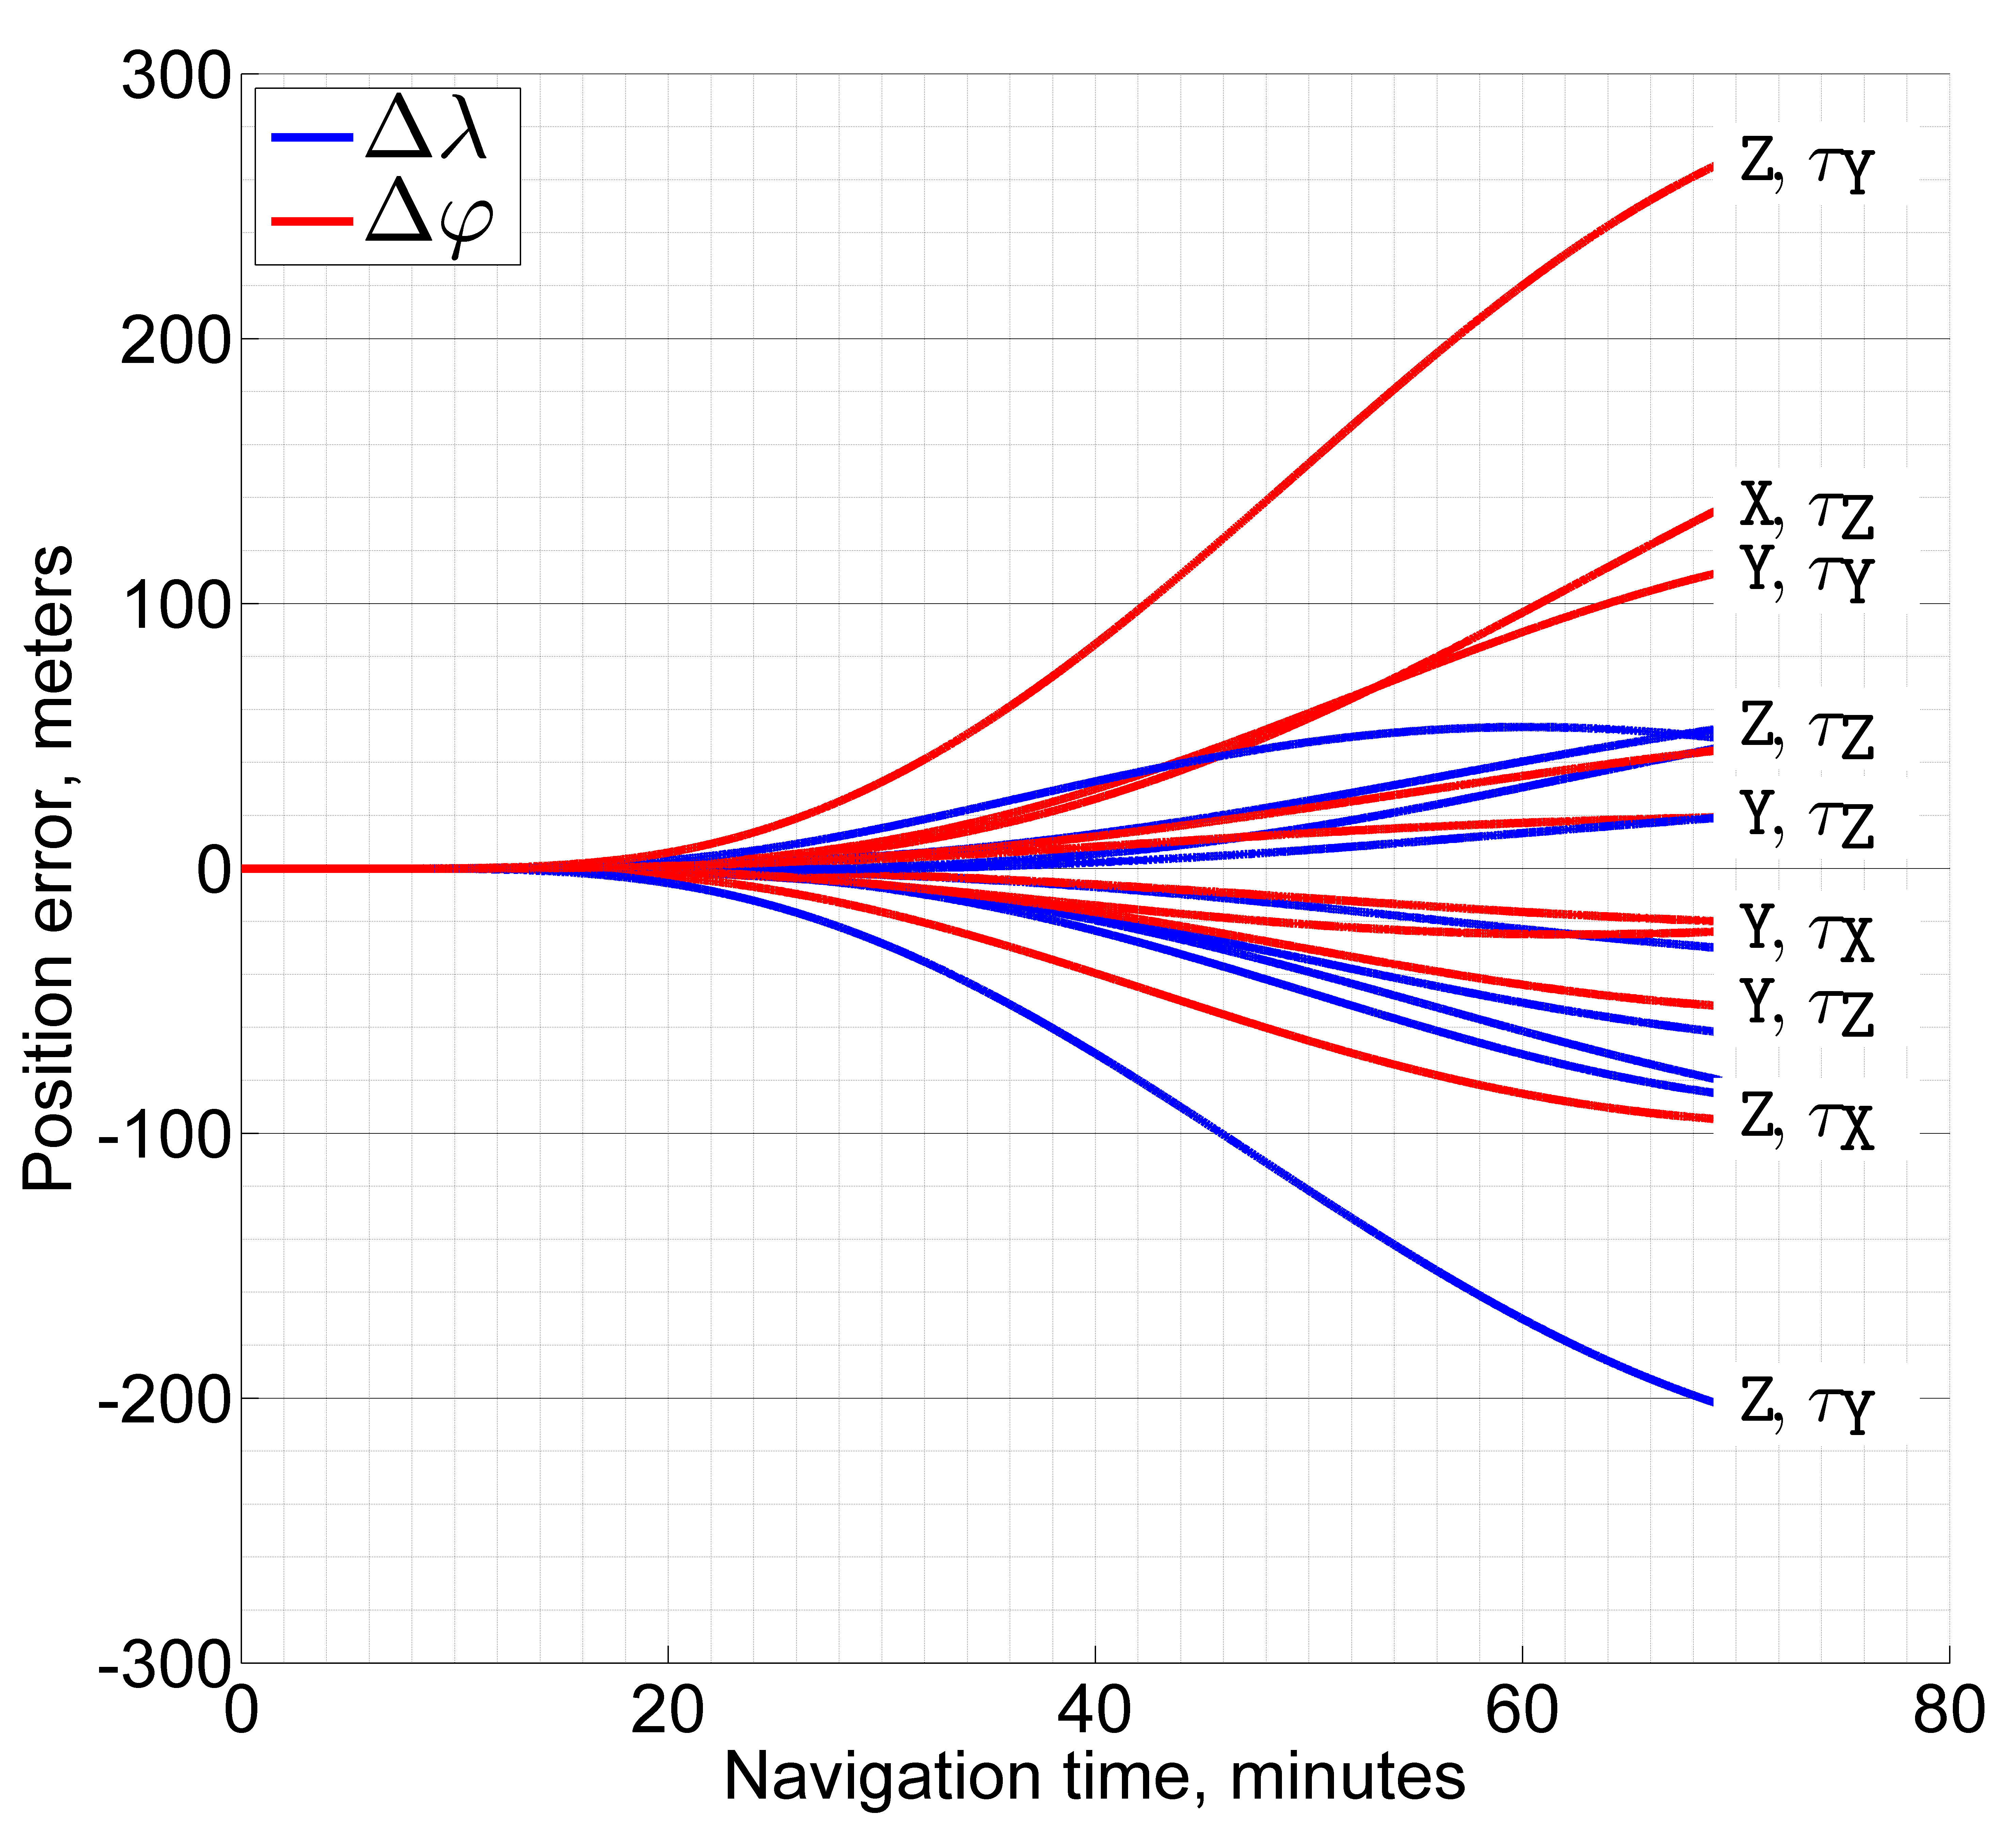 300
200
100
0
-100
-200
-300
Position error, meters
Δλ
Δφ
Z, τY
X, τZ
Y, τY
Z, τZ
Y, τZ
Y, τX
Y, τZ
Z, τX
Z, τY
0 20 40 60 80
Navigation time, minutes